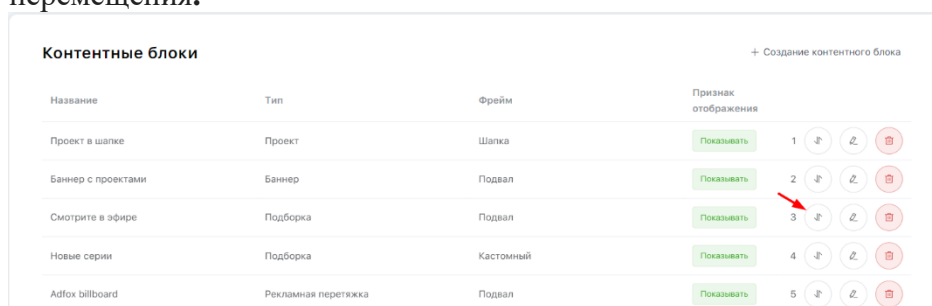 перемещения.
Контентные блоки + Создание контентного блока
Название Тип Фрейм Признак отображения
Проект в шапке Проект Шапка Показывать 1
Баннер с проектами Баннер Подвал Показывать 2
Смотрите в эфире Подборка Подвал Показывать 3
Новые серии Подборка Кастомный Показывать 4
Adfox billboard Рекламная перетяжка Подвал Показывать 5